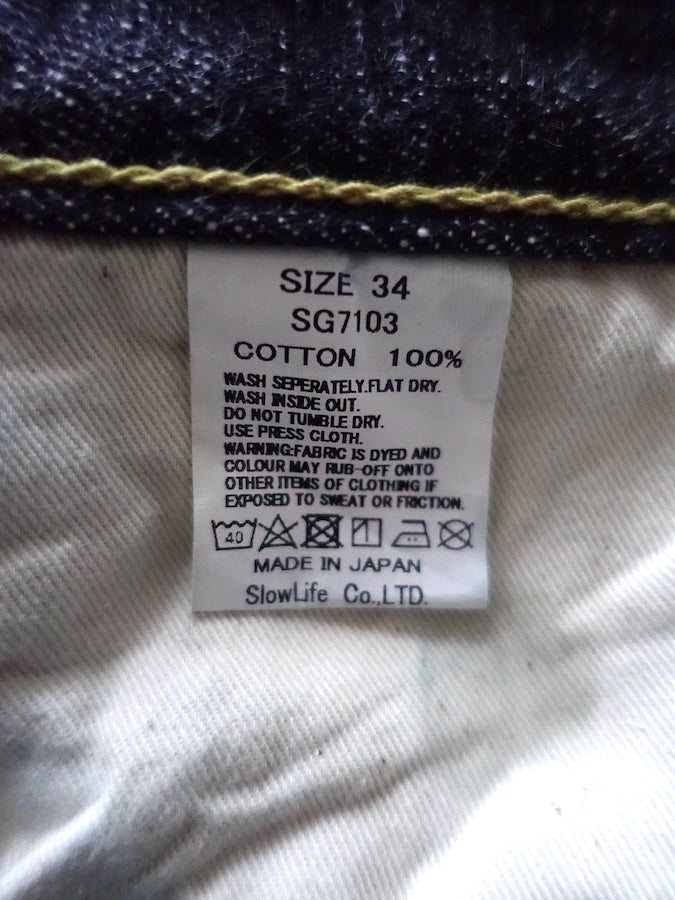 SIZE 34
SG7103
COTTON 100%
WASH SEPERATELY.FLAT DRY.
WASH INSIDE OUT.
DO NOT TUMBLE DRY.
USE PRESS CLOTH.
WARNING:FABRIC IS DYED AND
COLOUR MAY RUB-OFF ONTO
OTHER ITEMS OF CLOTHING IF
EXPOSED TO SWEAT OR FRICTION.
40
MADE IN JAPAN
SlowLife Co.,LTD.